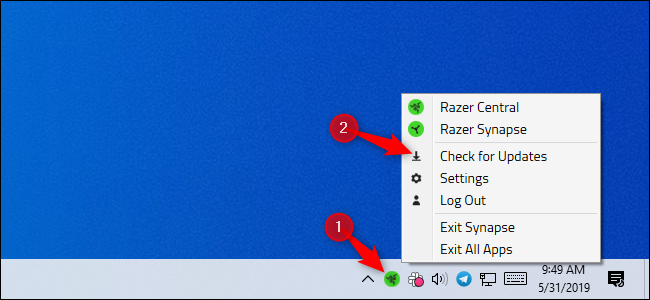 Razer Central
Razer Synapse
2
Check for Updates
Settings
Log Out
1
Exit Synapse
Exit All Apps
9:49 AM
5/31/2019
3